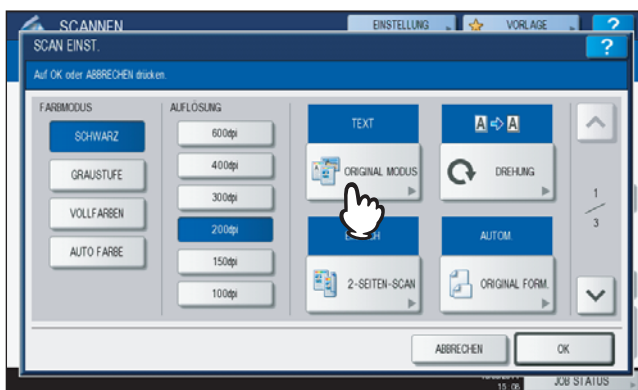 SCANNEN
EINSTELLUNG
VORLAGE
?
SCAN EINST.
?
Auf OK oder ABBRECHEN drücken.
FARBMODUS
SCHWARZ
GRAUSTUFE
VOLLFARBEN
AUTO FARBE
AUFLÖSUNG
600dpi
400dpi
300dpi
200dpi
150dpi
100dpi
TEXT
ORIGINAL MODUS
A A
DREHUNG
2-SEITEN-SCAN
AUTOM.
ORIGINAL FORM.
1
3
ABBRECHEN
OK
JOB STATUS